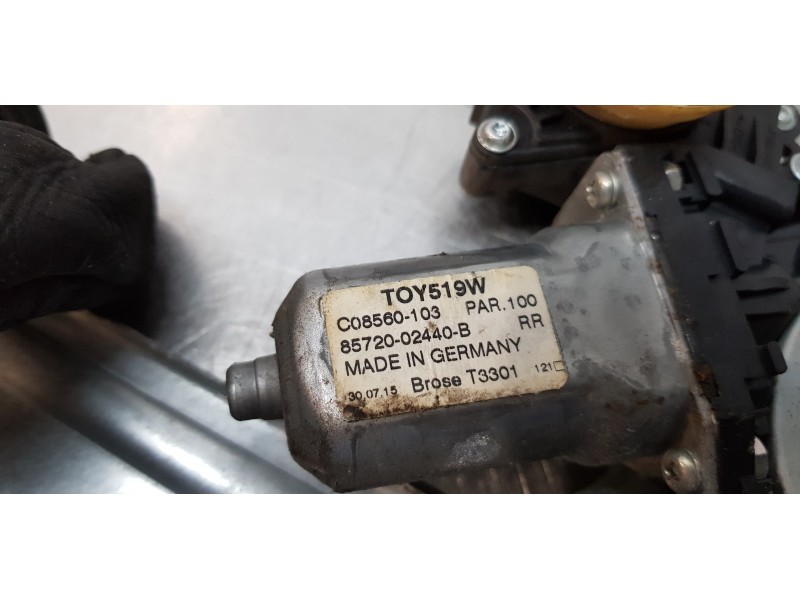 TOY519W
C08560-103 PAR.100
85720-02440-B RR
MADE IN GERMANY
30.07.15 Brose T3301 121